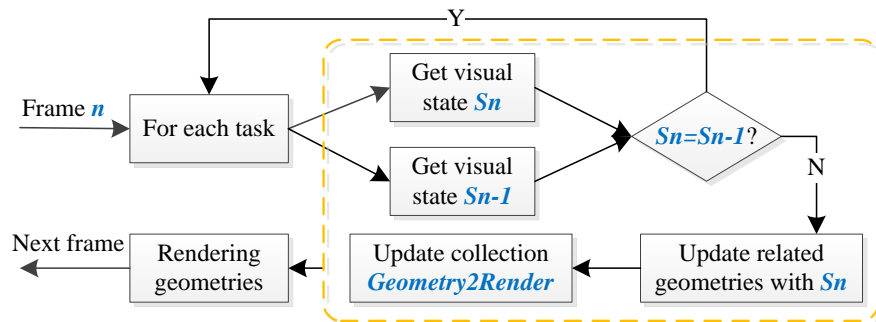 Y
Frame n
For each task
Get visual
state Sn
Get visual
state Sn-1
Sn=Sn-1?
N
Next frame
Rendering
geometries
Update collection
Geometry2Render
Update related
geometries with Sn